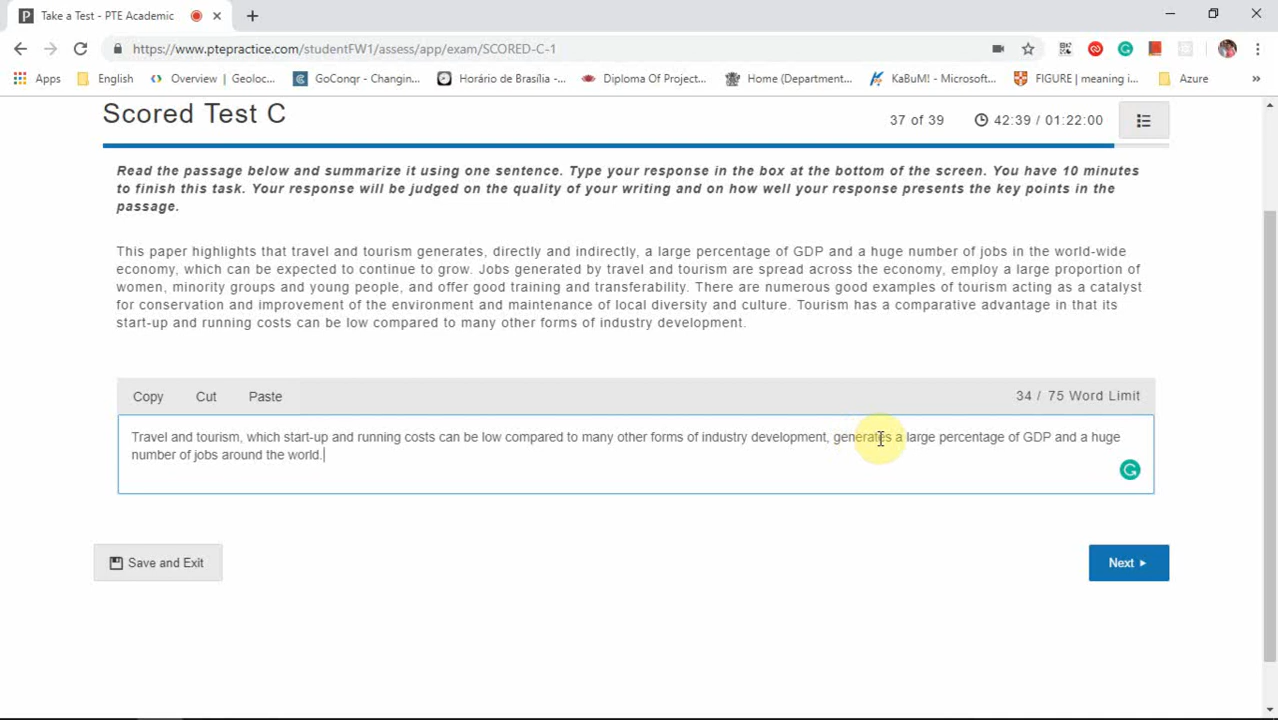 Take a Test - PTE Academic
https://www.ptepractice.com/studentFW1/assess/app/exam/SCORED-C-1
Apps English Overview | Geoloc... GoConqr - Changin... Horário de Brasília -... Diploma Of Project... Home (Department... KaBuM! - Microsoft... FIGURE | meaning i... Azure »
Scored Test C
37 of 39 42:39 / 01:22:00
Read the passage below and summarize it using one sentence. Type your response in the box at the bottom of the screen. You have 10 minutes
to finish this task. Your response will be judged on the quality of your writing and on how well your response presents the key points in the
passage.
This paper highlights that travel and tourism generates, directly and indirectly, a large percentage of GDP and a huge number of jobs in the world-wide
economy, which can be expected to continue to grow. Jobs generated by travel and tourism are spread across the economy, employ a large proportion of
women, minority groups and young people, and offer good training and transferability. There are numerous good examples of tourism acting as a catalyst
for conservation and improvement of the environment and maintenance of local diversity and culture. Tourism has a comparative advantage in that its
start-up and running costs can be low compared to many other forms of industry development.
Copy Cut Paste 34 / 75 Word Limit
Travel and tourism, which start-up and running costs can be low compared to many other forms of industry development, generates a large percentage of GDP and a huge
number of jobs around the world.
Save and Exit Next